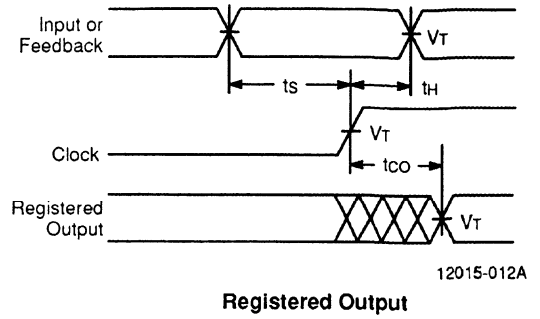 Input or
Feedback
VT
tS
tH
Clock
VT
tCO
Registered
Output
VT
12015-012A
Registered Output